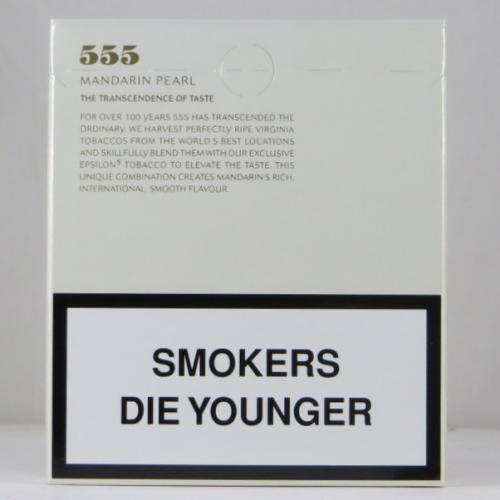 555
MANDARIN PEARL
THE TRANSCENDENCE OF TASTE
FOR OVER 100 YEARS 555 HAS TRANSCENDED THE
ORDINARY. WE HARVEST PERFECTLY RIPE VIRGINIA
TOBACCOS FROM THE WORLD'S BEST LOCATIONS
AND SKILLFULLY BLEND THEM WITH OUR EXCLUSIVE
EPSILON⁵ TOBACCO TO ELEVATE THE TASTE. THIS
UNIQUE COMBINATION CREATES MANDARIN'S RICH,
INTERNATIONAL, SMOOTH FLAVOUR
SMOKERS
DIE YOUNGER